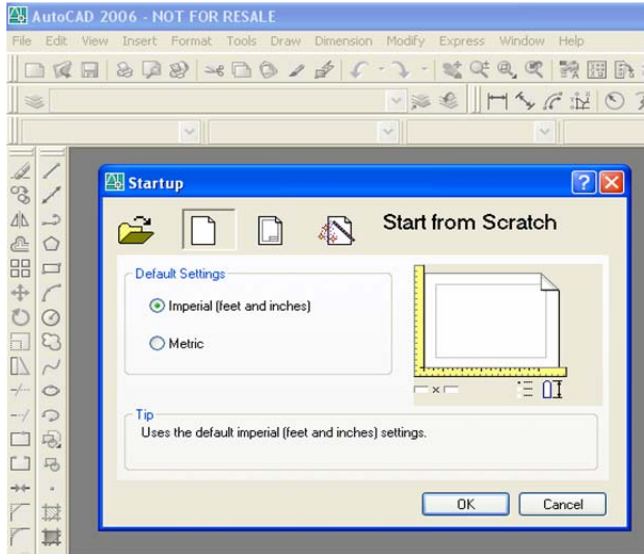 AutoCAD 2006 - NOT FOR RESALE
File Edit View Insert Format Tools Draw Dimension Modify Express Window Help
Startup
Start from Scratch
Default Settings
Imperial (feet and inches)
Metric
Tip
Uses the default imperial (feet and inches) settings.
OK Cancel